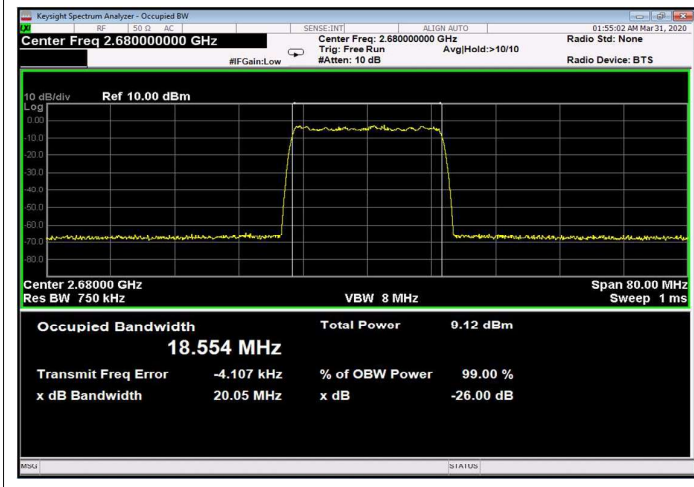 Keysight Spectrum Analyzer - Occupied BW
RF 50 Ω AC SENSE:INT ALIGN AUTO 01:55:02 AM Mar 31, 2020
Center Freq 2.680000000 GHz Center Freq: 2.680000000 GHz Radio Std: None
Trig: Free Run Avg|Hold:>10/10
#IFGain:Low #Atten: 10 dB Radio Device: BTS
10 dB/div Ref 10.00 dBm
Log
0.00
-10.0
-20.0
-30.0
-40.0
-50.0
-60.0
-70.0
-80.0
Center 2.68000 GHz Span 80.00 MHz
Res BW 750 kHz VBW 8 MHz Sweep 1 ms
Occupied Bandwidth Total Power 9.12 dBm
18.554 MHz
Transmit Freq Error -4.107 kHz % of OBW Power 99.00 %
x dB Bandwidth 20.05 MHz x dB -26.00 dB
MSG STATUS